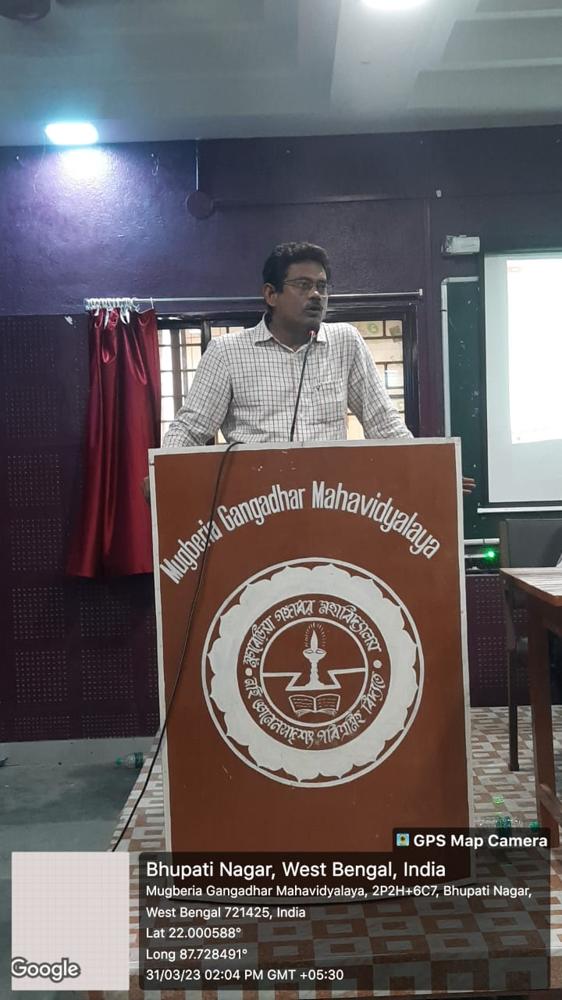 Mugberia Gangadhar Mahavidyalaya
মুগবেড়িয়া গঙ্গাধর মহাবিদ্যালয়
নহি জ্ঞানেন সদৃশং পবিত্রমিহ বিদ্যতে
GPS Map Camera
Bhupati Nagar, West Bengal, India
Mugberia Gangadhar Mahavidyalaya, 2P2H+6C7, Bhupati Nagar,
West Bengal 721425, India
Lat 22.000588°
Long 87.728491°
31/03/23 02:04 PM GMT +05:30
Google